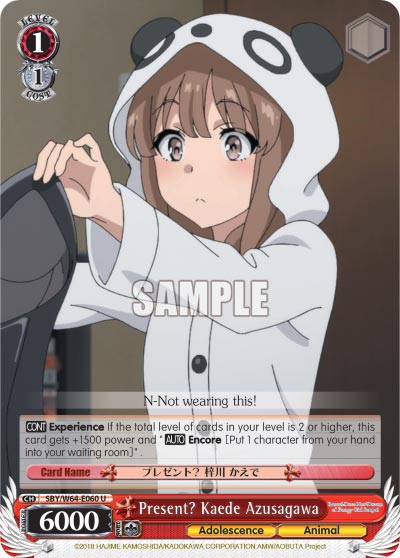 LEVEL
1
1
COST
SAMPLE
N-Not wearing this!
CONT Experience If the total level of cards in your level is 2 or higher, this
card gets +1500 power and " AUTO Encore [Put 1 character from your hand
into your waiting room]" .
Card Name プレゼント? 梓川 かえで
CH SBY/W64-E060 U
POWER 6000
Present? Kaede Azusagawa
Adolescence Animal
©2018 HAJIME KAMOSHIDA/KADOKAWA CORPORATION AMW/AOBUTA Project